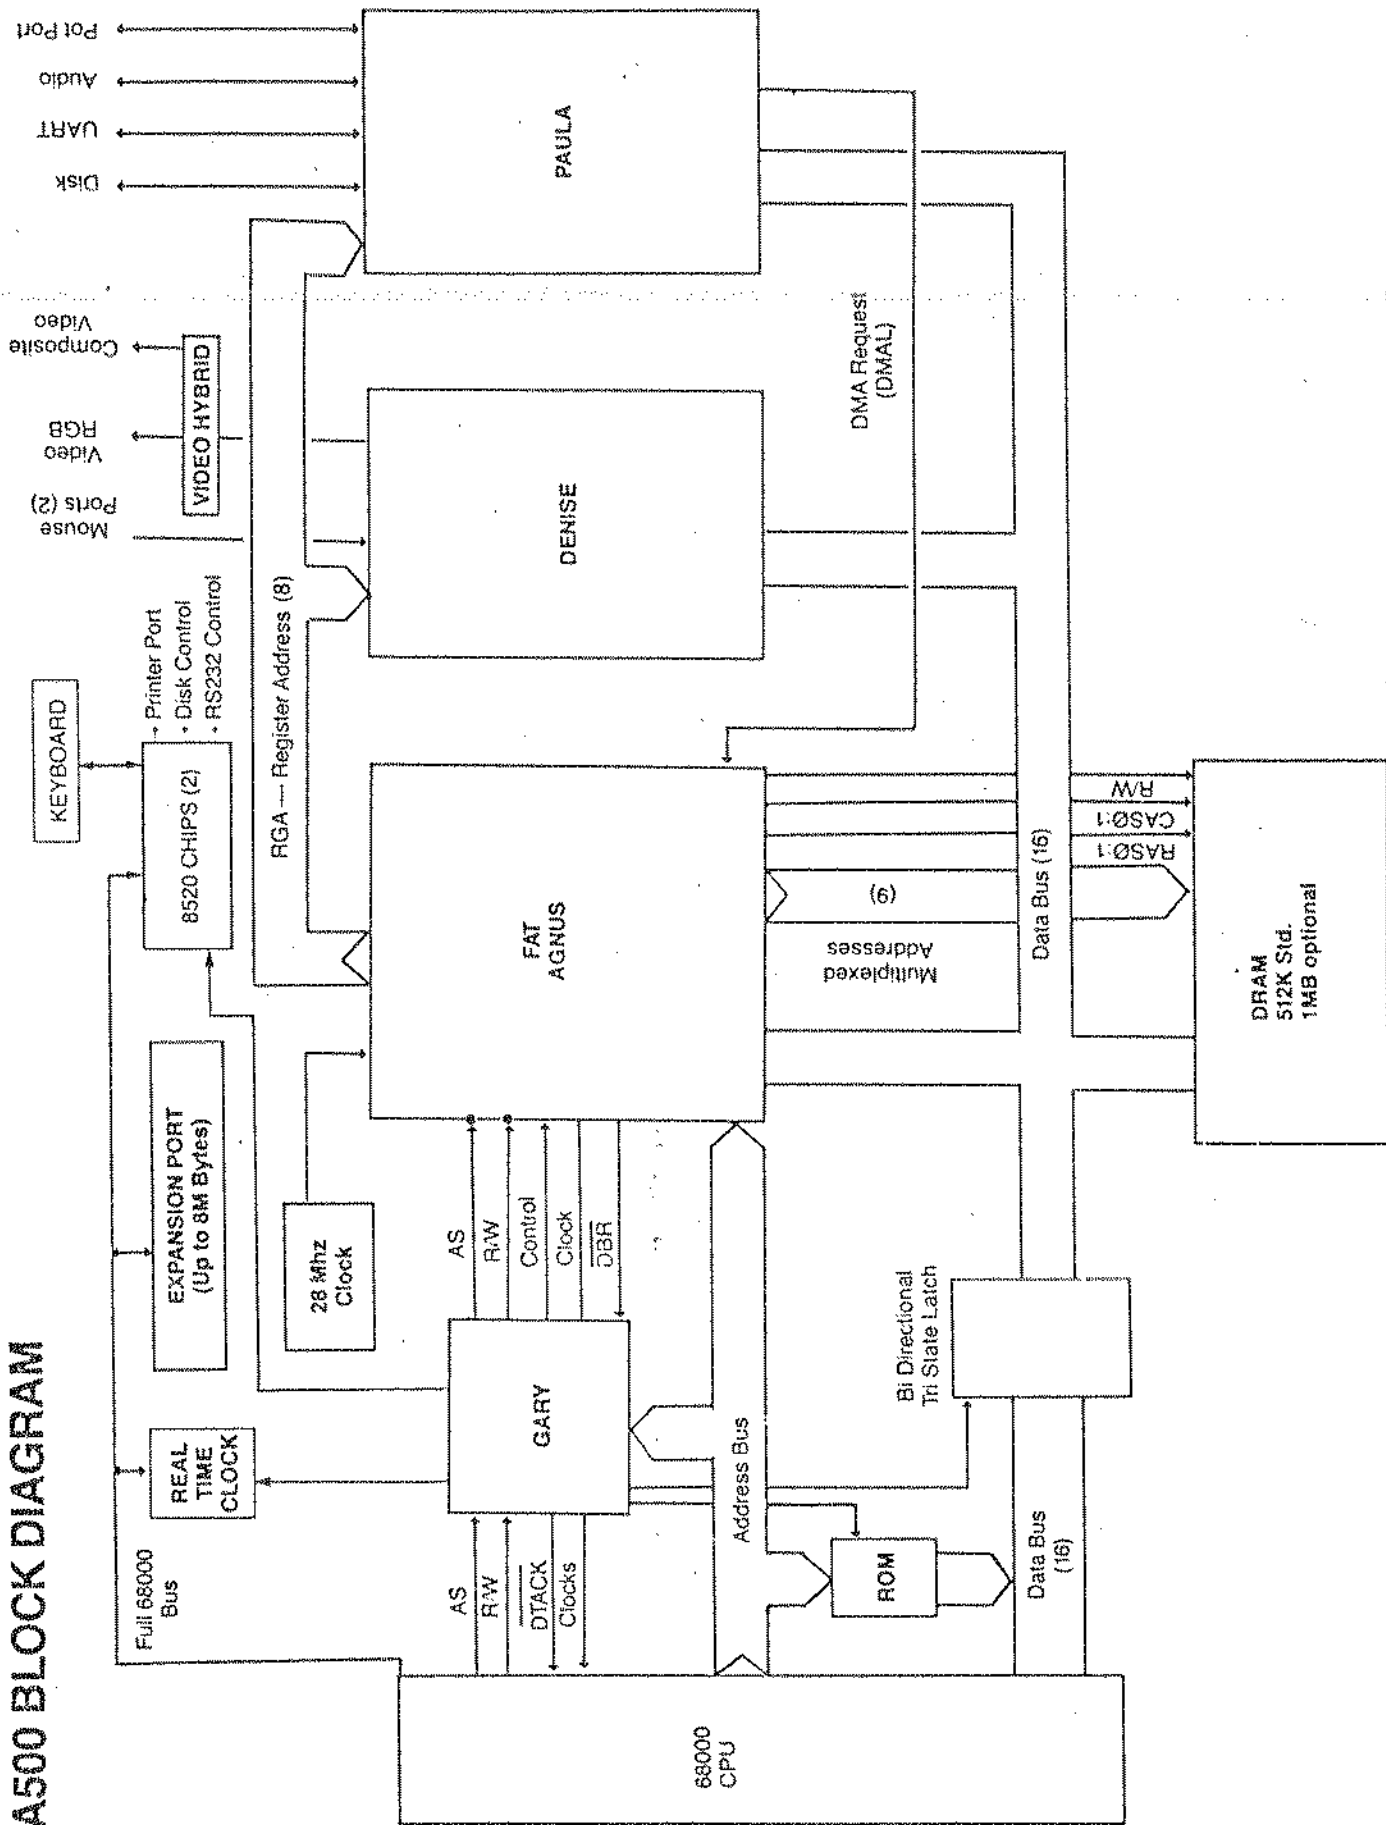 A500 BLOCK DIAGRAM
Full 68000
Bus
REAL
TIME
CLOCK
EXPANSION PORT
(Up to 8M Bytes)
KEYBOARD
8520 CHIPS (2)
Printer Port
Disk Control
RS232 Control
Mouse
Ports (2)
Video
RGB
Composite
Video
VIDEO HYBRID
Disk
UART
Audio
Pot Port
28 Mhz
Clock
RGA — Register Address (8)
AS
R/W
DTACK
Clocks
GARY
AS
R/W
Control
Clock
DBR
FAT
AGNUS
DENISE
PAULA
68000
CPU
Address Bus
ROM
Data Bus
(16)
Bi Directional
Tri State Latch
Multiplexed
Addresses
(9)
RASØ:1
CASØ:1
R/W
Data Bus (16)
DMA Request
(DMAL)
DRAM
512K Std.
1MB optional